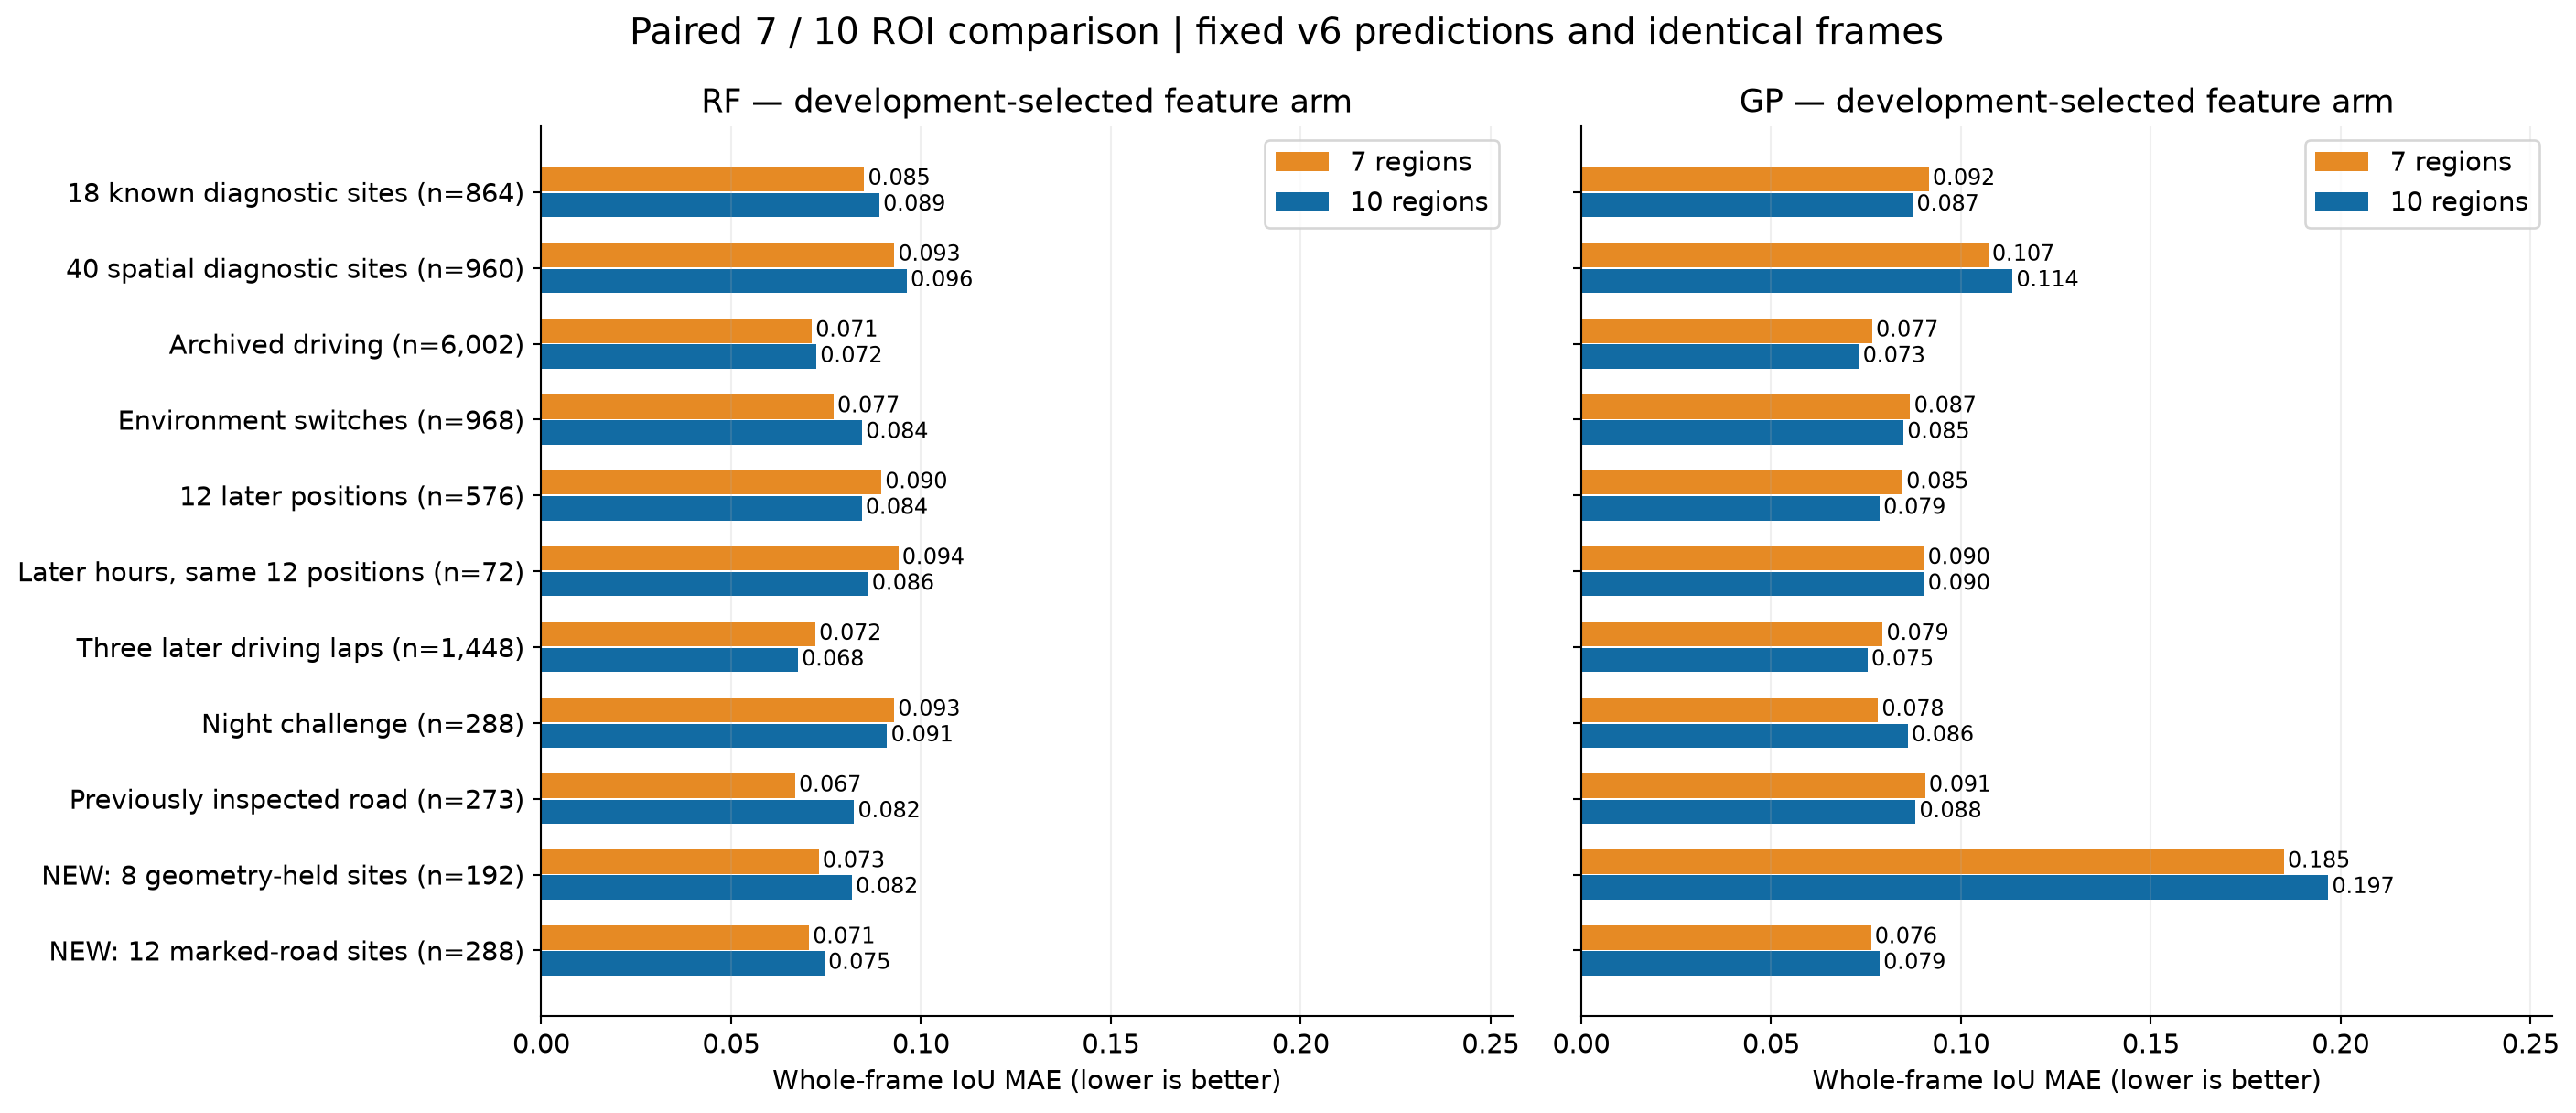 Paired 7 / 10 ROI comparison | fixed v6 predictions and identical frames
RF — development-selected feature arm
7 regions
10 regions
18 known diagnostic sites (n=864)
0.085
0.089
40 spatial diagnostic sites (n=960)
0.093
0.096
Archived driving (n=6,002)
0.071
0.072
Environment switches (n=968)
0.077
0.084
12 later positions (n=576)
0.090
0.084
Later hours, same 12 positions (n=72)
0.094
0.086
Three later driving laps (n=1,448)
0.072
0.068
Night challenge (n=288)
0.093
0.091
Previously inspected road (n=273)
0.067
0.082
NEW: 8 geometry-held sites (n=192)
0.073
0.082
NEW: 12 marked-road sites (n=288)
0.071
0.075
0.00 0.05 0.10 0.15 0.20 0.25
Whole-frame IoU MAE (lower is better)
GP — development-selected feature arm
7 regions
10 regions
0.092
0.087
0.107
0.114
0.077
0.073
0.087
0.085
0.085
0.079
0.090
0.090
0.079
0.075
0.078
0.086
0.091
0.088
0.185
0.197
0.076
0.079
0.00 0.05 0.10 0.15 0.20 0.25
Whole-frame IoU MAE (lower is better)